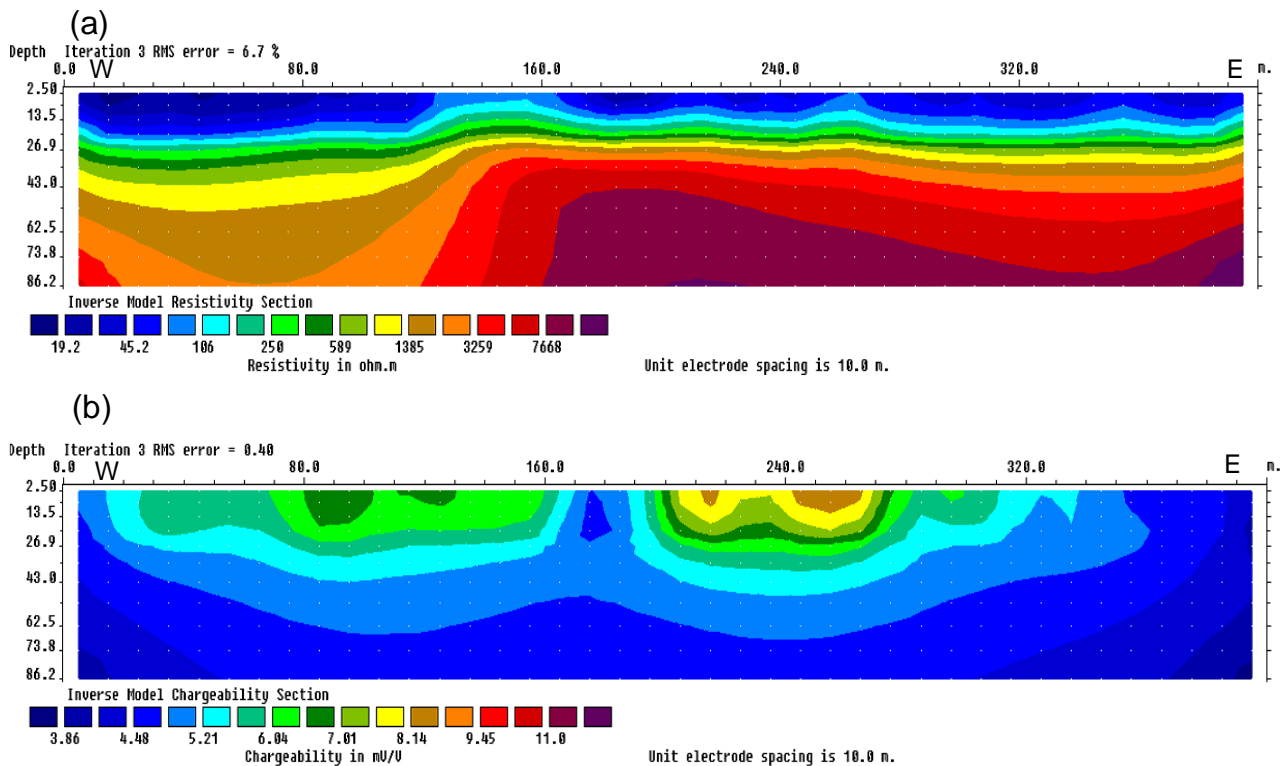 (a)
Depth Iteration 3 RMS error = 6.7 %
0.0 W 80.0 160.0 240.0 320.0 E m.
2.50
13.5
26.9
43.0
62.5
73.8
86.2
Inverse Model Resistivity Section
19.2 45.2 106 250 589 1385 3259 7668
Resistivity in ohm.m Unit electrode spacing is 10.0 m.
(b)
Depth Iteration 3 RMS error = 0.40
0.0 W 80.0 160.0 240.0 320.0 E m.
2.50
13.5
26.9
43.0
62.5
73.8
86.2
Inverse Model Chargeability Section
3.86 4.48 5.21 6.04 7.01 8.14 9.45 11.0
Chargeability in mV/V Unit electrode spacing is 10.0 m.